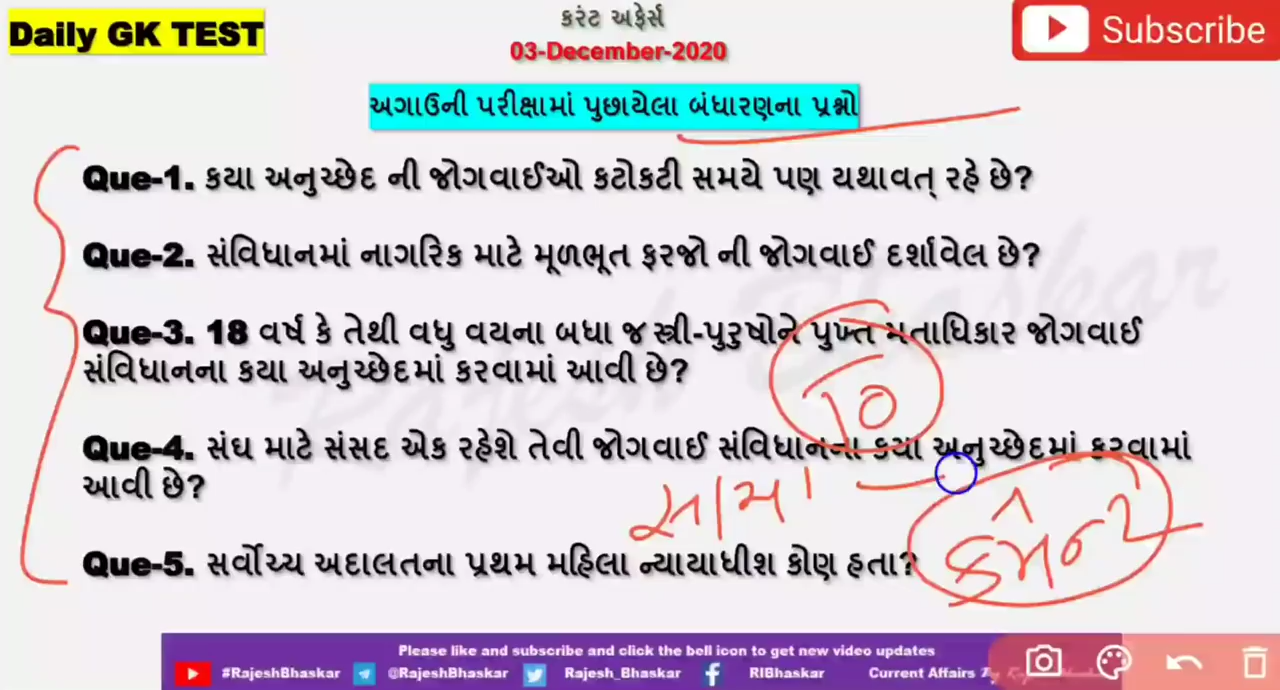 Daily GK TEST
કરંટ અફેર્સ
03-December-2020
Subscribe
અગાઉની પરીક્ષામાં પુછાયેલા બંધારણના પ્રશ્નો
Que-1. કયા અનુચ્છેદ ની જોગવાઈઓ કટોકટી સમયે પણ યથાવત્ રહે છે?
Que-2. સંવિધાનમાં નાગરિક માટે મૂળભૂત ફરજો ની જોગવાઈ દર્શાવેલ છે?
Que-3. 18 વર્ષ કે તેથી વધુ વયના બધા જ સ્ત્રી-પુરુષોને પુખ્ત મતાધિકાર જોગવાઈ
સંવિધાનના કયા અનુચ્છેદમાં કરવામાં આવી છે?
10
Que-4. સંઘ માટે સંસદ એક રહેશે તેવી જોગવાઈ સંવિધાનના કયા અનુચ્છેદમાં કરવામાં
આવી છે?
Que-5. સર્વોચ્ચ અદાલતના પ્રથમ મહિલા ન્યાયાધીશ કોણ હતા?
Rajesh Bhaskar
Please like and subscribe and click the bell icon to get new video updates
#RajeshBhaskar @RajeshBhaskar Rajesh_Bhaskar RIBhaskar Current Affairs By